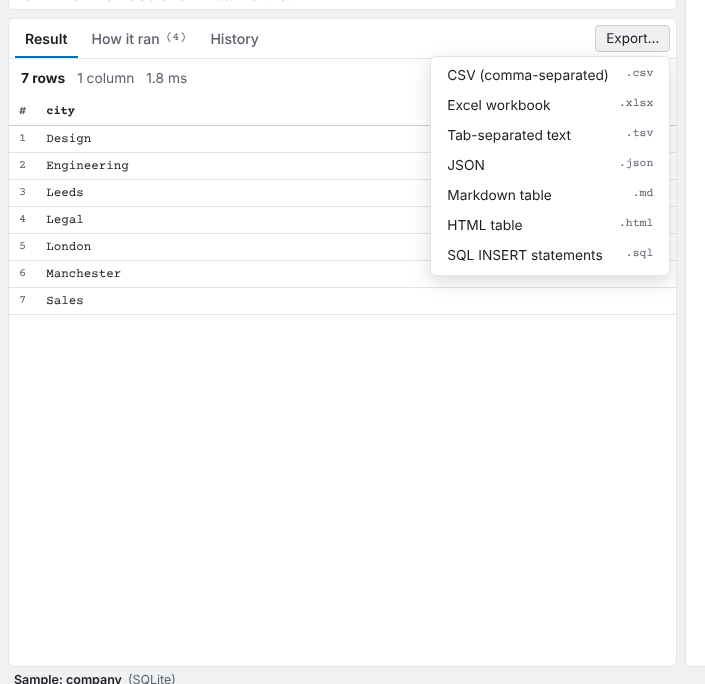 Result How it ran (4) History Export...
7 rows 1 column 1.8 ms
CSV (comma-separated) .csv
Excel workbook .xlsx
Tab-separated text .tsv
JSON .json
Markdown table .md
HTML table .html
SQL INSERT statements .sql
# city
1 Design
2 Engineering
3 Leeds
4 Legal
5 London
6 Manchester
7 Sales
Sample: company (SQLite)